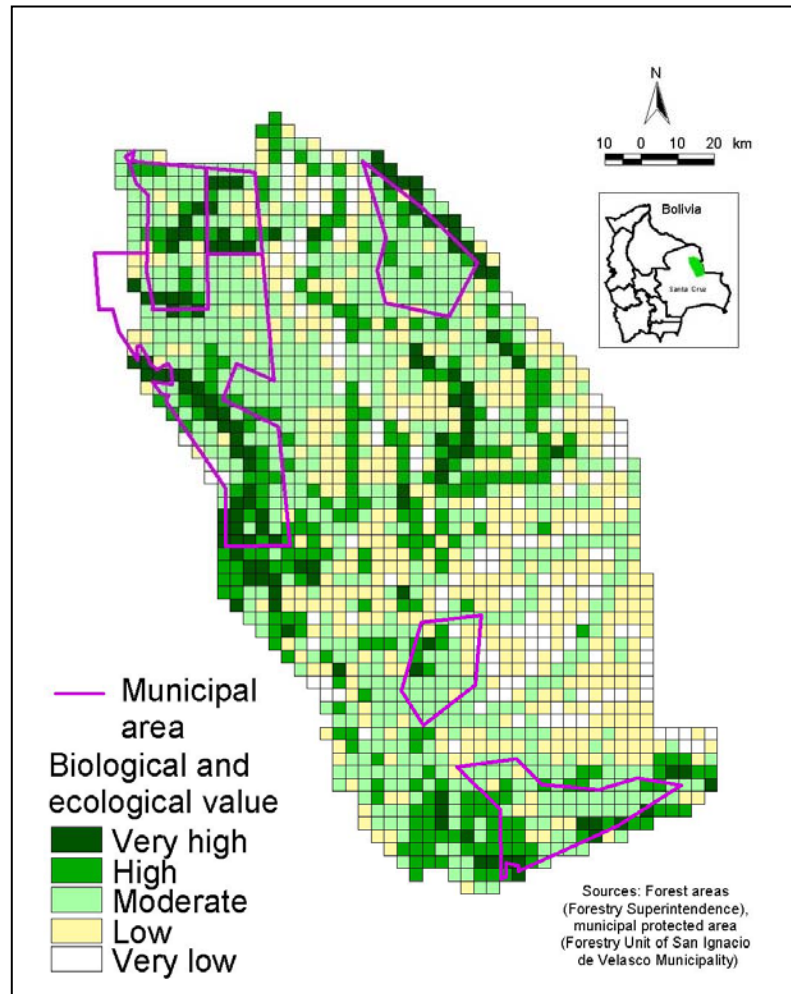 N
10 0 10 20 km
Bolivia
Santa Cruz
Municipal
area
Biological and
ecological value
Very high
High
Moderate
Low
Very low
Sources: Forest areas
(Forestry Superintendence),
municipal protected area
(Forestry Unit of San Ignacio
de Velasco Municipality)